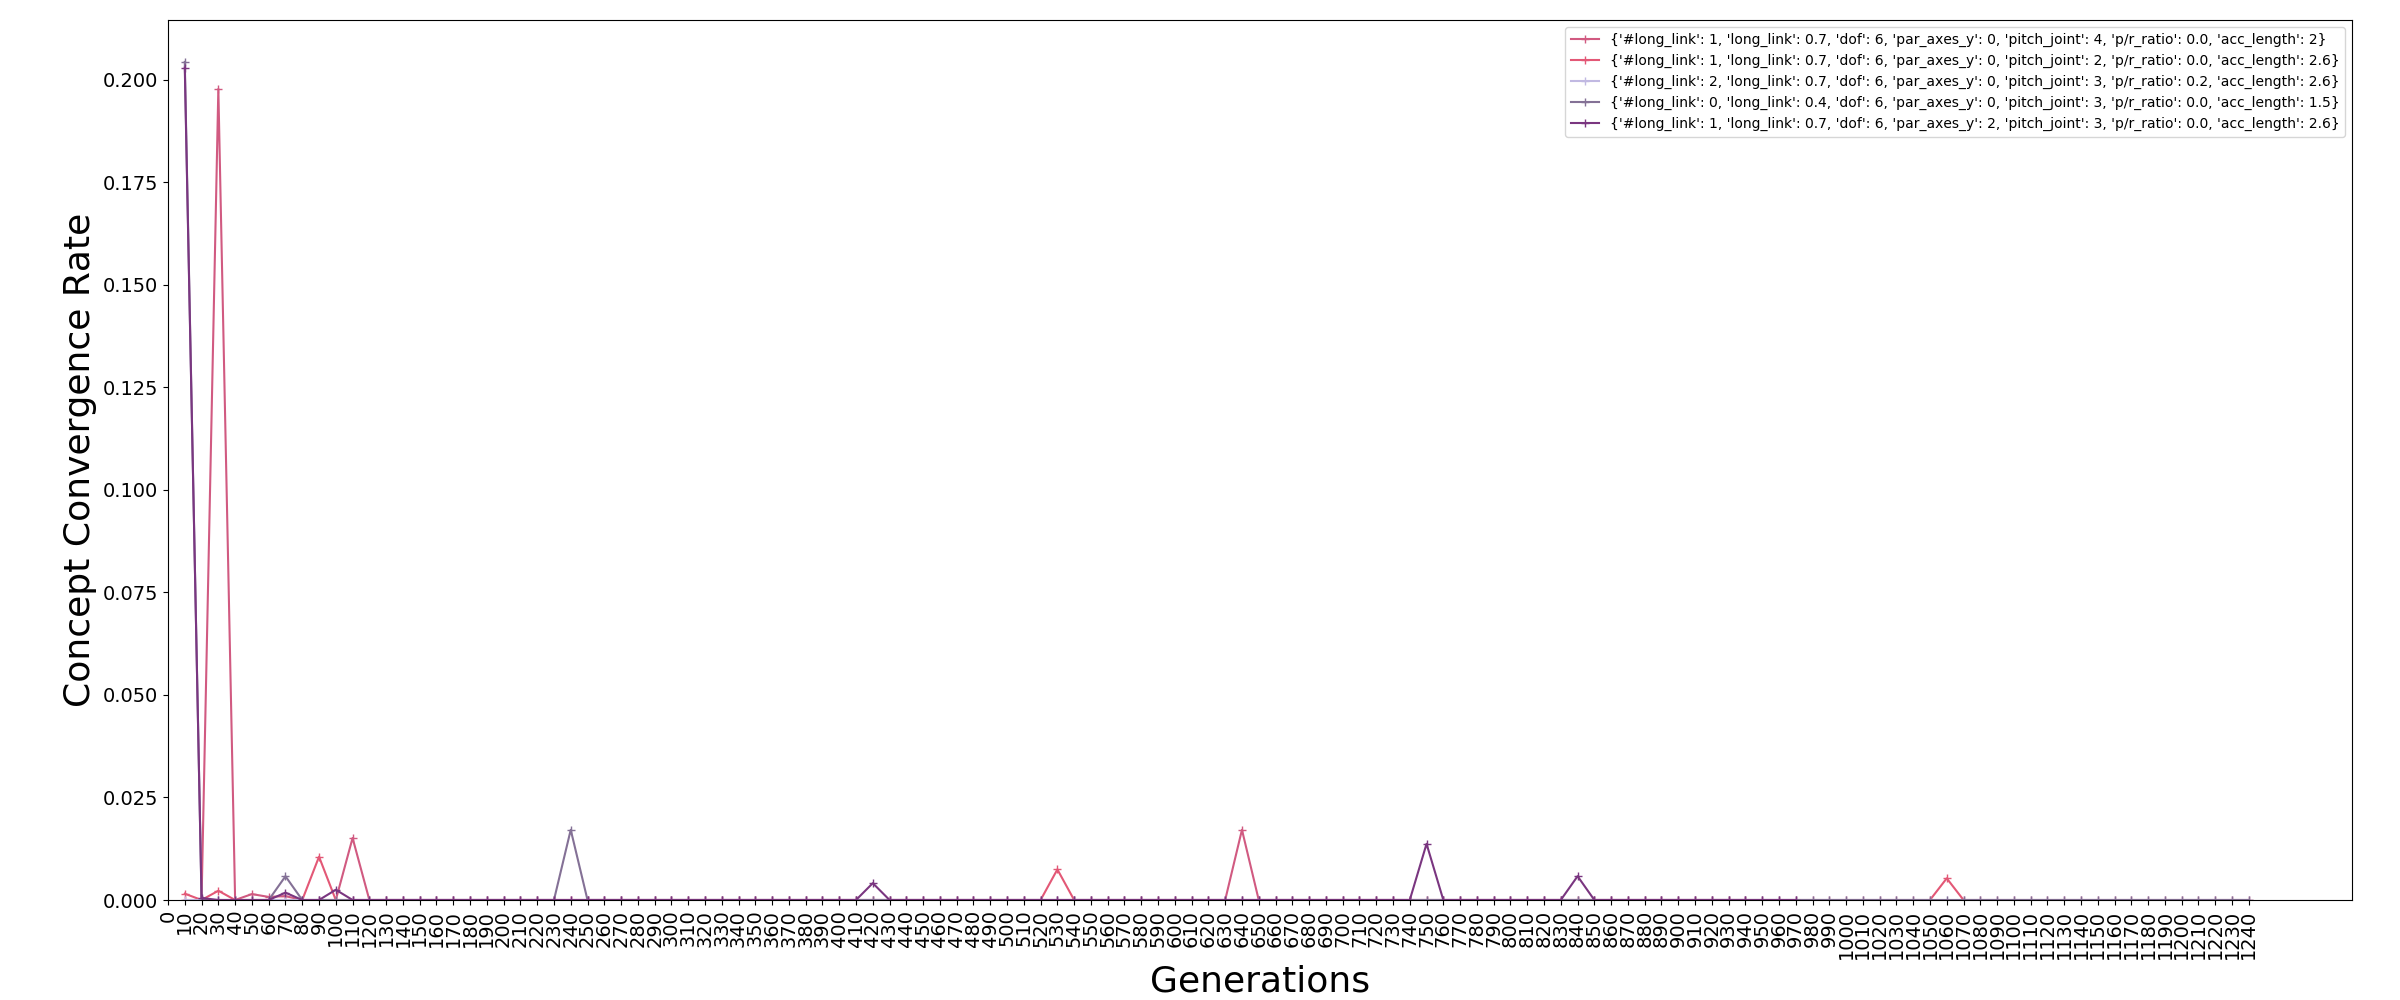 {'#long_link': 1, 'long_link': 0.7, 'dof': 6, 'par_axes_y': 0, 'pitch_joint': 4, 'p/r_ratio': 0.0, 'acc_length': 2}
{'#long_link': 1, 'long_link': 0.7, 'dof': 6, 'par_axes_y': 0, 'pitch_joint': 2, 'p/r_ratio': 0.0, 'acc_length': 2.6}
{'#long_link': 2, 'long_link': 0.7, 'dof': 6, 'par_axes_y': 0, 'pitch_joint': 3, 'p/r_ratio': 0.2, 'acc_length': 2.6}
{'#long_link': 0, 'long_link': 0.4, 'dof': 6, 'par_axes_y': 0, 'pitch_joint': 3, 'p/r_ratio': 0.0, 'acc_length': 1.5}
{'#long_link': 1, 'long_link': 0.7, 'dof': 6, 'par_axes_y': 2, 'pitch_joint': 3, 'p/r_ratio': 0.0, 'acc_length': 2.6}
Concept Convergence Rate
0.200
0.175
0.150
0.125
0.100
0.075
0.050
0.025
0.000
0 10 20 30 40 50 60 70 80 90 100 110 120 130 140 150 160 170 180 190 200 210 220 230 240 250 260 270 280 290 300 310 320 330 340 350 360 370 380 390 400 410 420 430 440 450 460 470 480 490 500 510 520 530 540 550 560 570 580 590 600 610 620 630 640 650 660 670 680 690 700 710 720 730 740 750 760 770 780 790 800 810 820 830 840 850 860 870 880 890 900 910 920 930 940 950 960 970 980 990 1000 1010 1020 1030 1040 1050 1060 1070 1080 1090 1100 1110 1120 1130 1140 1150 1160 1170 1180 1190 1200 1210 1220 1230 1240
Generations